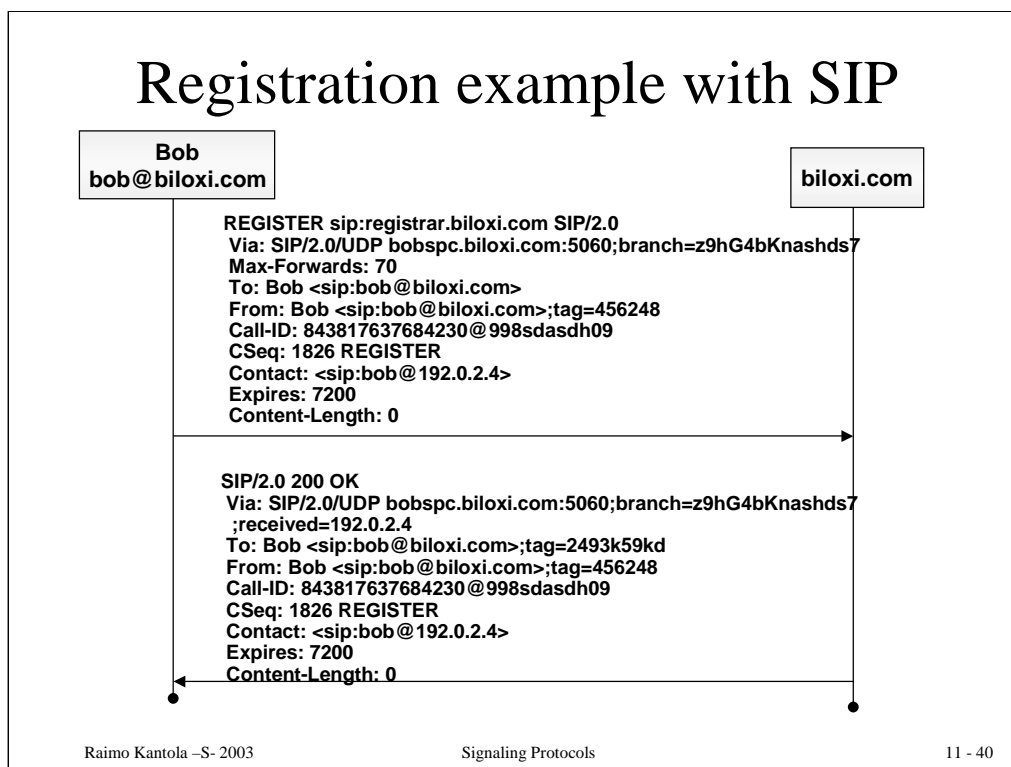 Registration example with SIP
Bob
bob@biloxi.com
biloxi.com
REGISTER sip:registrar.biloxi.com SIP/2.0
Via: SIP/2.0/UDP bobspc.biloxi.com:5060;branch=z9hG4bKnashds7
Max-Forwards: 70
To: Bob <sip:bob@biloxi.com>
From: Bob <sip:bob@biloxi.com>;tag=456248
Call-ID: 843817637684230@998sdasdh09
CSeq: 1826 REGISTER
Contact: <sip:bob@192.0.2.4>
Expires: 7200
Content-Length: 0
SIP/2.0 200 OK
Via: SIP/2.0/UDP bobspc.biloxi.com:5060;branch=z9hG4bKnashds7
;received=192.0.2.4
To: Bob <sip:bob@biloxi.com>;tag=2493k59kd
From: Bob <sip:bob@biloxi.com>;tag=456248
Call-ID: 843817637684230@998sdasdh09
CSeq: 1826 REGISTER
Contact: <sip:bob@192.0.2.4>
Expires: 7200
Content-Length: 0
Raimo Kantola –S- 2003
Signaling Protocols
11 - 40